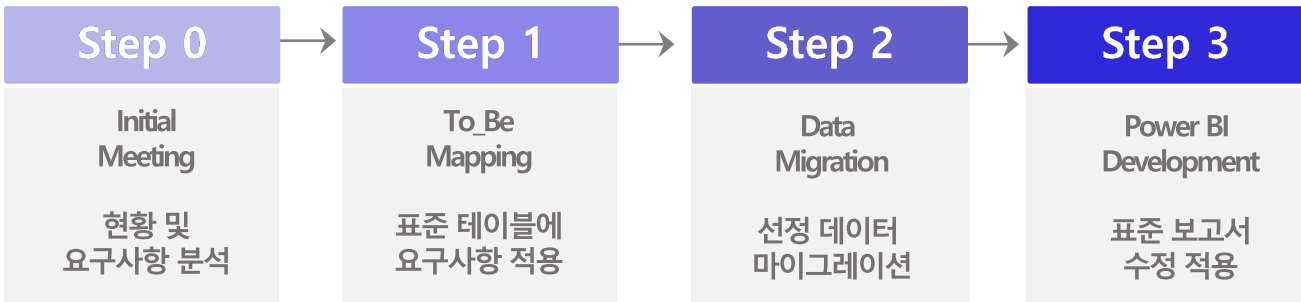 Step 0
Initial
Meeting
현황 및
요구사항 분석
Step 1
To_Be
Mapping
표준 테이블에
요구사항 적용
Step 2
Data
Migration
선정 데이터
마이그레이션
Step 3
Power BI
Development
표준 보고서
수정 적용